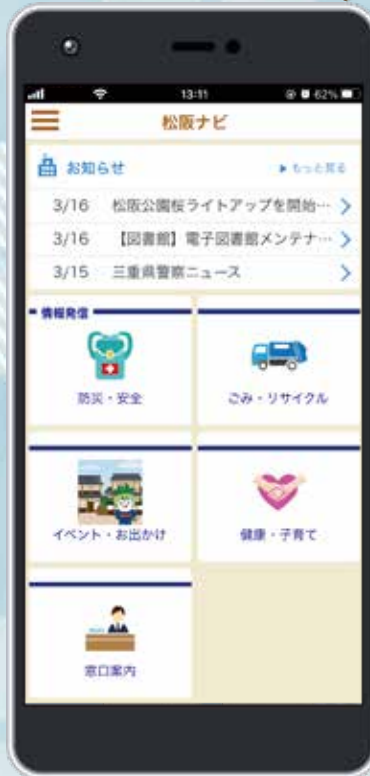 13:11 62%
松阪ナビ
お知らせ もっと見る
3/16 松阪公園桜ライトアップを開始…
3/16 【図書館】電子図書館メンテナ…
3/15 三重県警察ニュース
情報発信
防災・安全 ごみ・リサイクル
イベント・お出かけ 健康・子育て
窓口案内